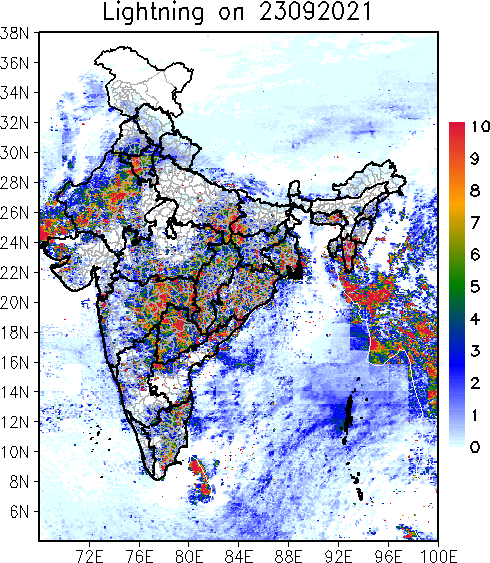 Lightning on 23092021
38N
36N
34N
32N
30N
28N
26N
24N
22N
20N
18N
16N
14N
12N
10N
8N
6N
72E 76E 80E 84E 88E 92E 96E 100E
10
9
8
7
6
5
4
3
2
1
0